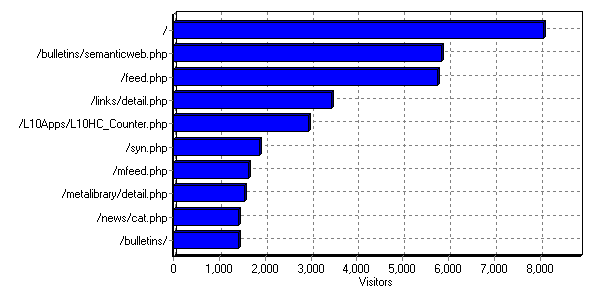 /
/bulletins/semanticweb.php
/feed.php
/links/detail.php
/L10Apps/L10HC_Counter.php
/syn.php
/mfeed.php
/metalibrary/detail.php
/news/cat.php
/bulletins/
0 1,000 2,000 3,000 4,000 5,000 6,000 7,000 8,000
Visitors